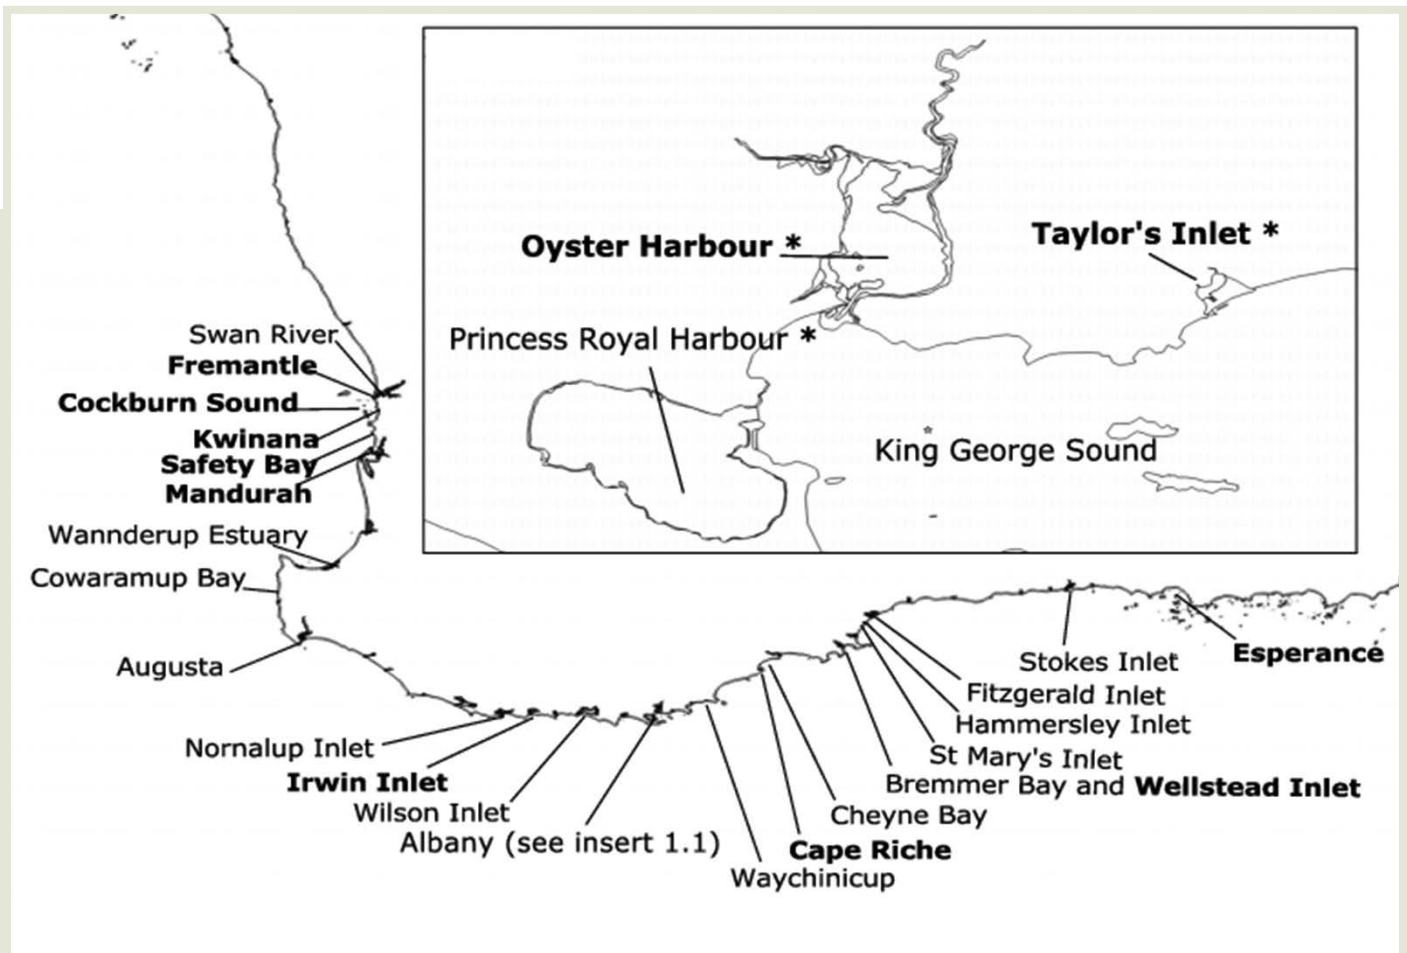 Oyster Harbour *
Taylor's Inlet *
Princess Royal Harbour *
*
King George Sound
Swan River
Fremantle
Cockburn Sound
Kwinana
Safety Bay
Mandurah
Wannderup Estuary
Cowaramup Bay
Augusta
Nornalup Inlet
Irwin Inlet
Wilson Inlet
Albany (see insert 1.1)
Waychinicup
Cape Riche
Cheyne Bay
Bremmer Bay and Wellstead Inlet
St Mary's Inlet
Hammersley Inlet
Fitzgerald Inlet
Stokes Inlet
Esperance